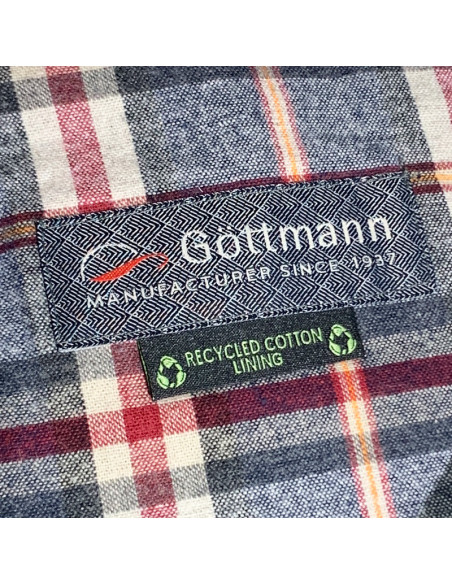 Göttmann
MANUFACTURER SINCE 1937
RECYCLED COTTON
LINING